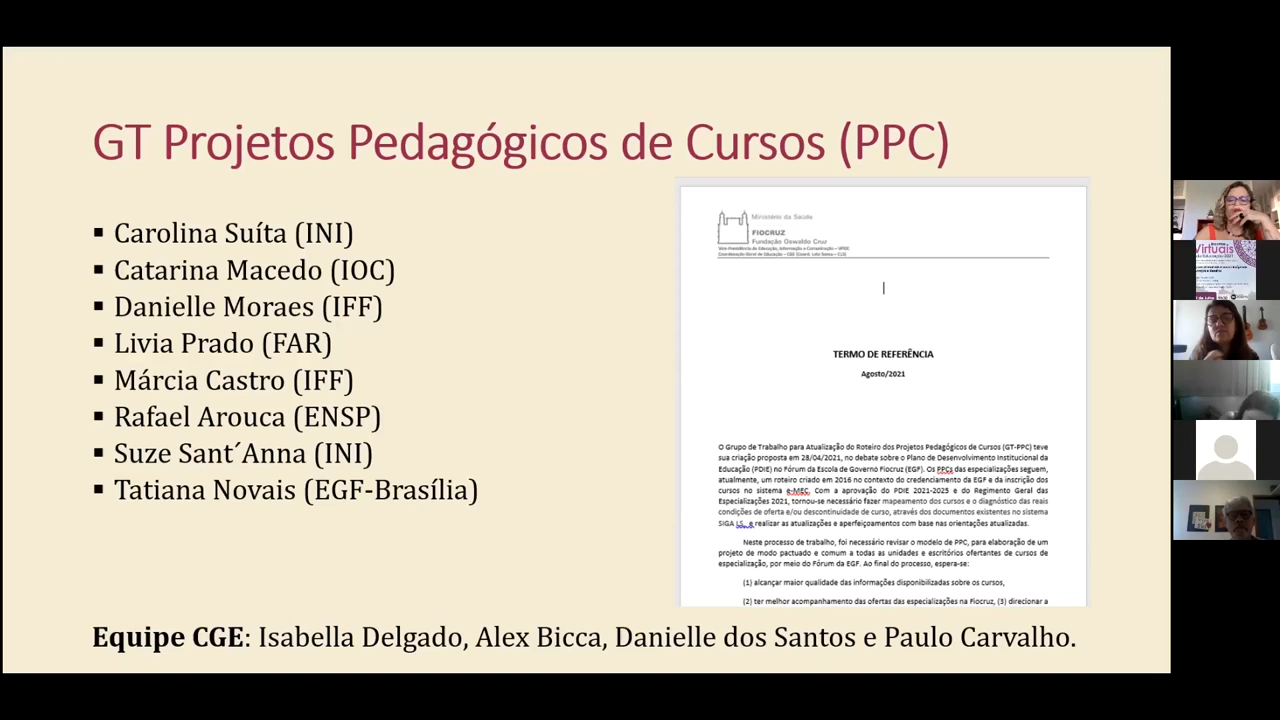 GT Projetos Pedagógicos de Cursos (PPC)
Carolina Suíta (INI)
Catarina Macedo (IOC)
Danielle Moraes (IFF)
Livia Prado (FAR)
Márcia Castro (IFF)
Rafael Arouca (ENSP)
Suze Sant´Anna (INI)
Tatiana Novais (EGF-Brasília)
Ministério da Saúde
FIOCRUZ
Fundação Oswaldo Cruz
Vice Presidência de Educação, Informação e Comunicação – VPEIC
TERMO DE REFERÊNCIA
Agosto/2021
O Grupo de Trabalho para Atualização do Roteiro dos Projetos Pedagógicos de Cursos (GT-PPC) teve
sua criação proposta em 28/04/2021, no debate sobre o Plano de Desenvolvimento Institucional da
Educação (PDIE) no Fórum da Escola de Governo Fiocruz (EGF). Os PPCs das especializações seguem,
atualmente, um roteiro criado em 2016 no contexto do credenciamento da EGF e da inscrição dos
cursos no sistema e-MEC. Com a aprovação do PDIE 2021-2025 e do Regimento Geral das
Especializações 2021, tornou-se necessário fazer mapeamento dos cursos e o diagnóstico das reais
condições de oferta e/ou descontinuidade de curso, através dos documentos existentes no sistema
SIGA LS, e realizar as atualizações e aperfeiçoamentos com base nas orientações atualizadas.
Neste processo de trabalho, foi necessário revisar o modelo de PPC, para elaboração de um
projeto de modo pactuado e comum a todas as unidades e escritórios ofertantes de cursos de
especialização, por meio do Fórum da EGF. Ao final do processo, espera-se:
(1) alcançar maior qualidade das informações disponibilizadas sobre os cursos,
(2) ter melhor acompanhamento das ofertas das especializações na Fiocruz, (3) direcionar a
Equipe CGE: Isabella Delgado, Alex Bicca, Danielle dos Santos e Paulo Carvalho.
Virtuais